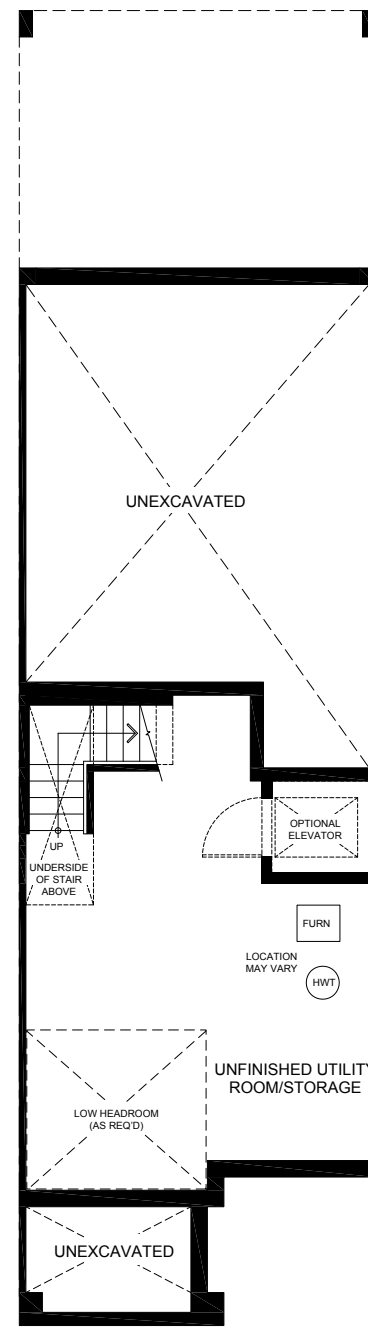 UNEXCAVATED
OPTIONAL
ELEVATOR
UP
UNDERSIDE
OF STAIR
ABOVE
FURN
LOCATION
MAY VARY
HWT
UNFINISHED UTILITY
ROOM/STORAGE
LOW HEADROOM
(AS REQ'D)
UNEXCAVATED